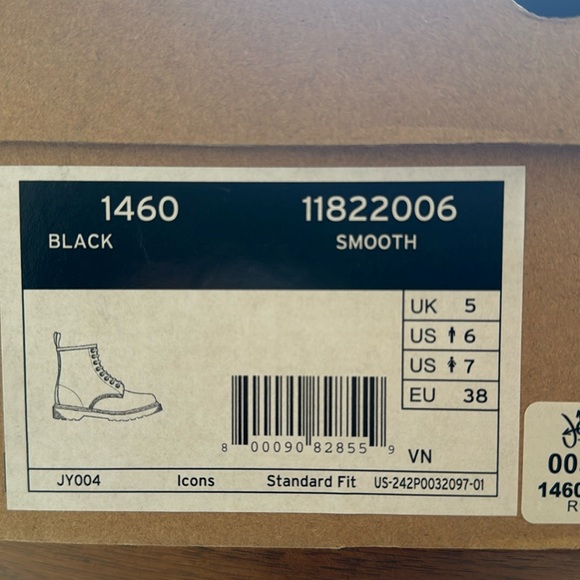 1460 11822006
BLACK SMOOTH
UK 5
US 6
US 7
EU 38
8 00090 82855 9
VN
JY004 Icons Standard Fit US-242P0032097-01
00
1460
R